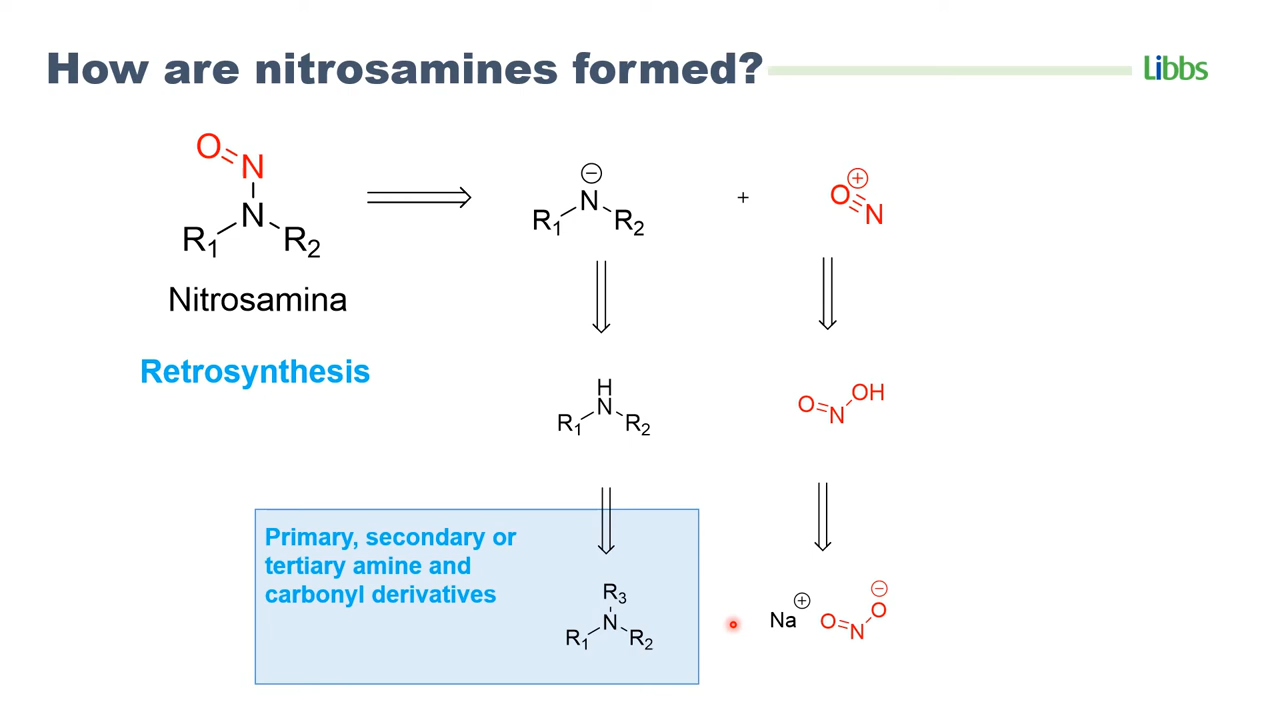 How are nitrosamines formed?
Libbs
O=N
N
R1 R2
Nitrosamina
⊖
N
R1 R2
+
⊕
O≡N
Retrosynthesis
H
N
R1 R2
O=N OH
Primary, secondary or
tertiary amine and
carbonyl derivatives
R3
N
R1 R2
Na ⊕
O=N O ⊖